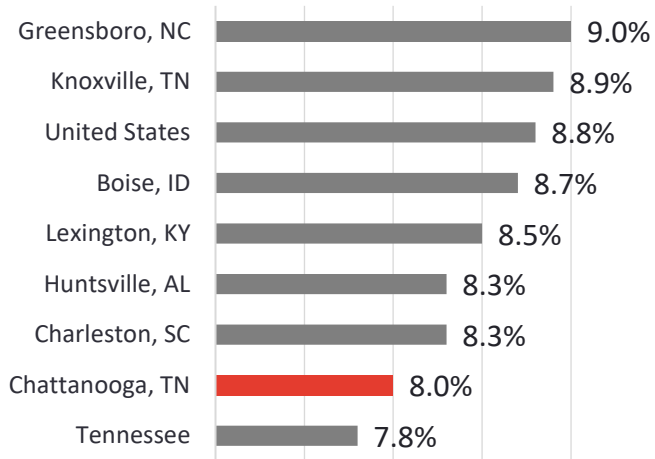 Greensboro, NC 9.0%
Knoxville, TN 8.9%
United States 8.8%
Boise, ID 8.7%
Lexington, KY 8.5%
Huntsville, AL 8.3%
Charleston, SC 8.3%
Chattanooga, TN 8.0%
Tennessee 7.8%